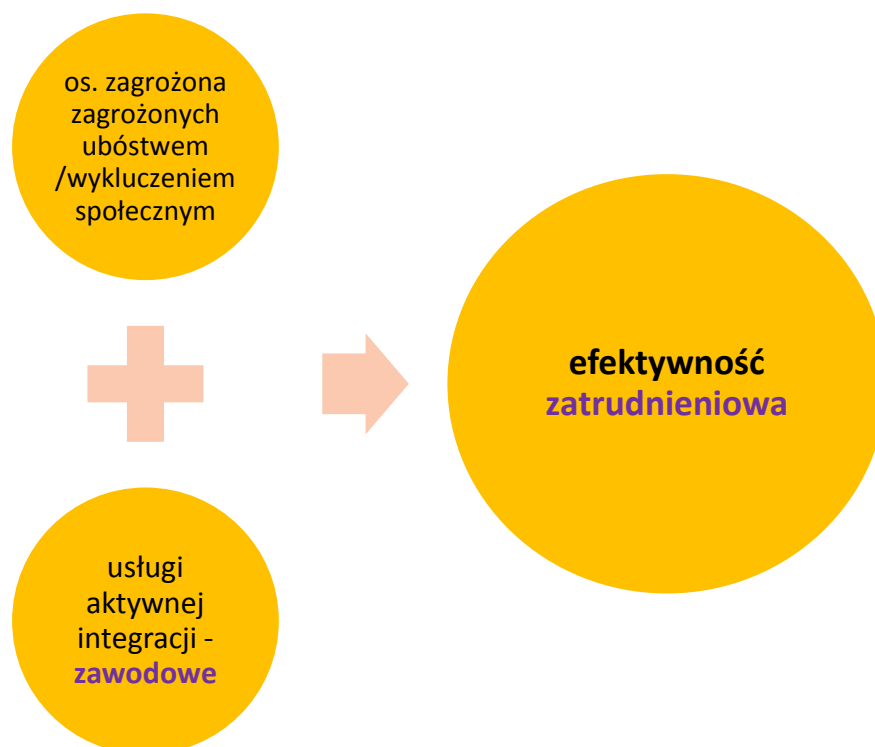 os. zagrożona
zagrożonych
ubóstwem
/wykluczeniem
społecznym
usługi
aktywnej
integracji -
zawodowe
efektywność
zatrudnieniowa